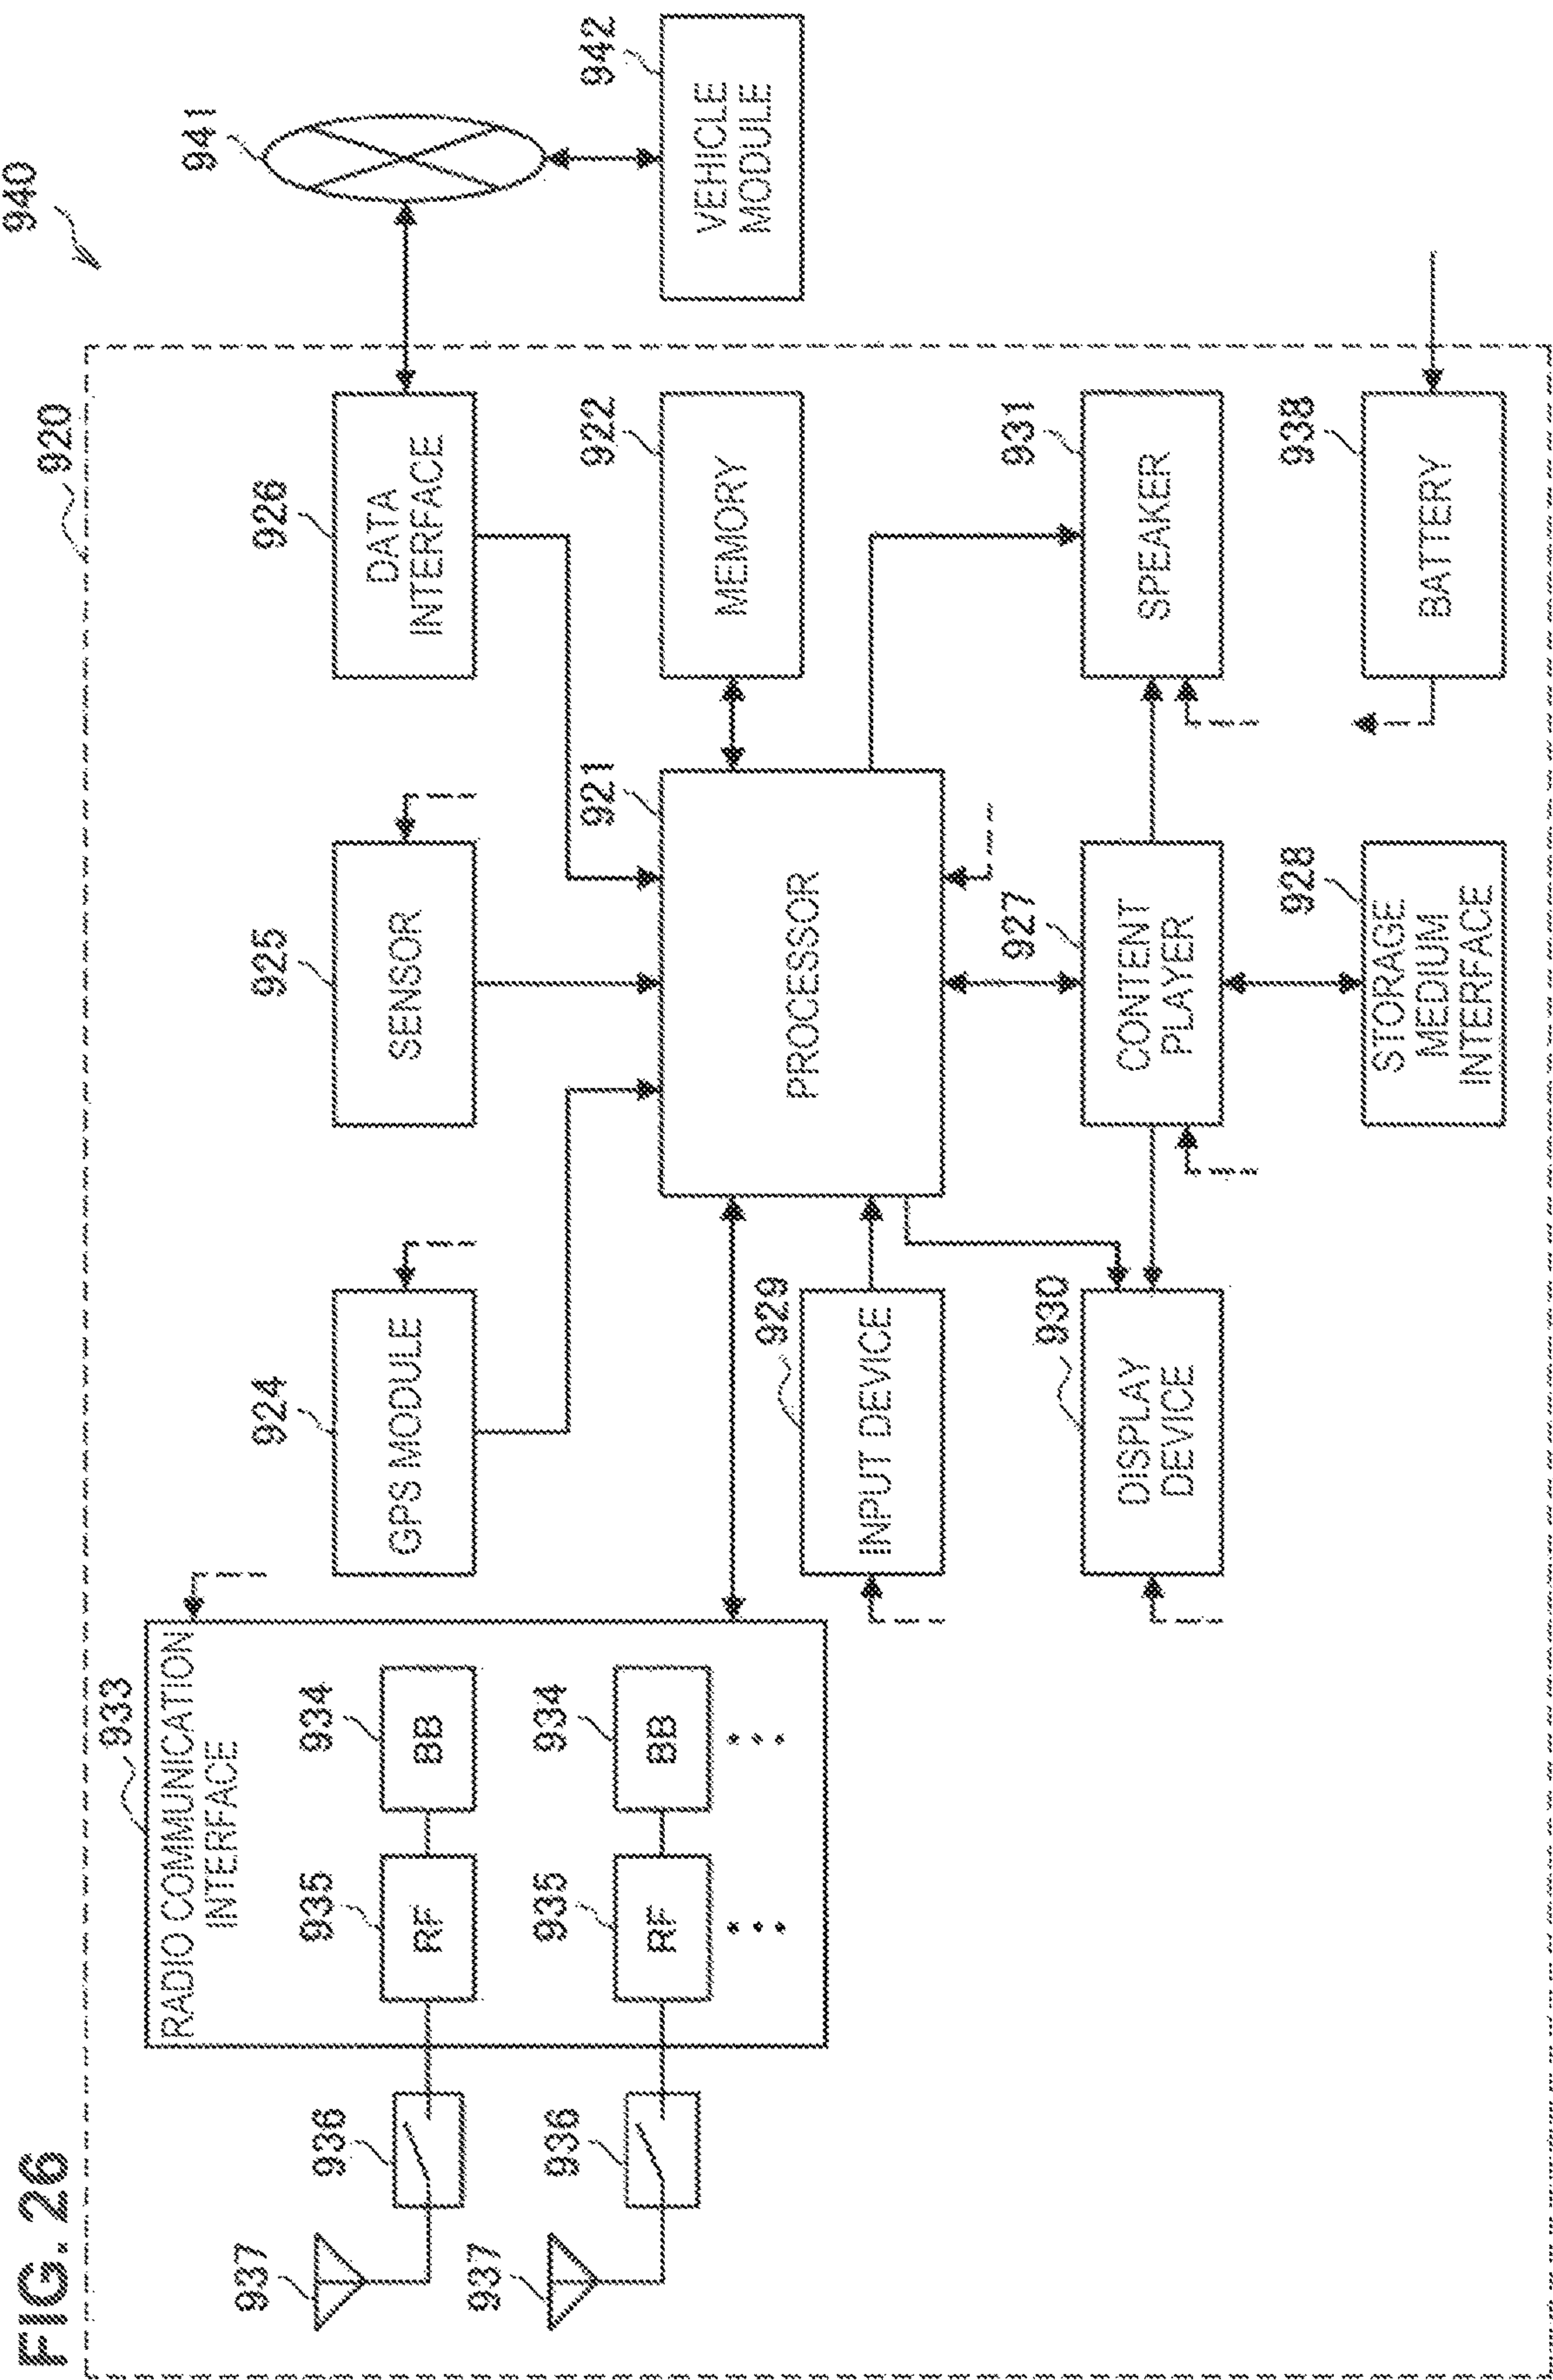 FIG. 26
940
920
941
942
VEHICLE
MODULE
933
RADIO COMMUNICATION
INTERFACE
937
936
935
RF
934
BB
937
936
935
RF
934
BB
924
GPS MODULE
925
SENSOR
926
DATA
INTERFACE
921
PROCESSOR
922
MEMORY
929
INPUT DEVICE
930
DISPLAY
DEVICE
927
CONTENT
PLAYER
931
SPEAKER
928
STORAGE
MEDIUM
INTERFACE
938
BATTERY